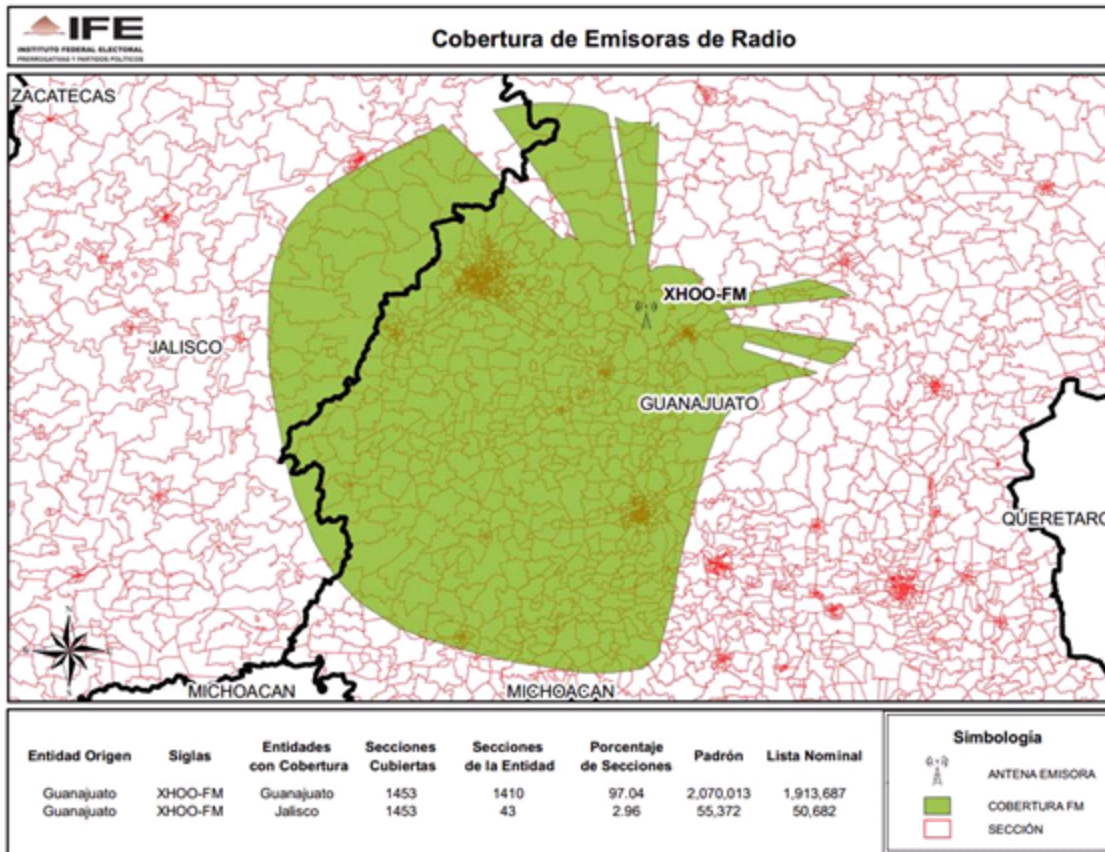 IFE
INSTITUTO FEDERAL ELECTORAL
PRERROGATIVAS Y PARTIDOS POLÍTICOS
Cobertura de Emisoras de Radio
ZACATECAS
XHOO-FM
JALISCO
GUANAJUATO
QUERETARO
MICHOACAN
MICHOACAN
Entidad Origen Siglas Entidades con Cobertura Secciones Cubiertas Secciones de la Entidad Porcentaje de Secciones Padrón Lista Nominal
Guanajuato XHOO-FM Guanajuato 1453 1410 97.04 2,070,013 1,913,687
Guanajuato XHOO-FM Jalisco 1453 43 2.96 55,372 50,682
Simbología
ANTENA EMISORA
COBERTURA FM
SECCIÓN